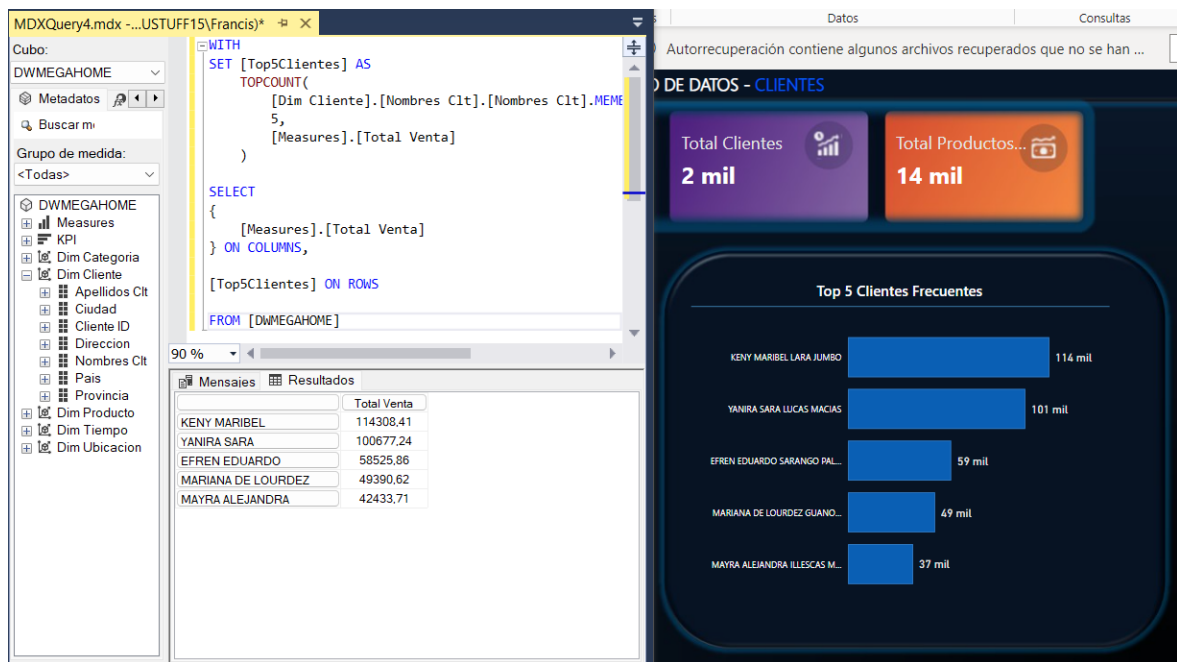 MDXQuery4.mdx -...USTUFF15\Francis)*
Cubo:
DWMEGAHOME
Metadatos
Buscar m
Grupo de medida:
<Todas>
DWMEGAHOME
Measures
KPI
Dim Categoria
Dim Cliente
Apellidos Clt
Ciudad
Cliente ID
Direccion
Nombres Clt
Pais
Provincia
Dim Producto
Dim Tiempo
Dim Ubicacion
WITH
SET [Top5Clientes] AS
TOPCOUNT(
[Dim Cliente].[Nombres Clt].[Nombres Clt].MEMB
5,
[Measures].[Total Venta]
)
SELECT
{
[Measures].[Total Venta]
} ON COLUMNS,
[Top5Clientes] ON ROWS
FROM [DWMEGAHOME]
90 %
Mensajes Resultados
Total Venta
KENY MARIBEL 114308,41
YANIRA SARA 100677,24
EFREN EDUARDO 58525,86
MARIANA DE LOURDEZ 49390,62
MAYRA ALEJANDRA 42433,71
Datos Consultas
Autorrecuperación contiene algunos archivos recuperados que no se han ...
O DE DATOS - CLIENTES
Total Clientes
2 mil
Total Productos...
14 mil
Top 5 Clientes Frecuentes
KENY MARIBEL LARA JUMBO 114 mil
YANIRA SARA LUCAS MACIAS 101 mil
EFREN EDUARDO SARANGO PAL... 59 mil
MARIANA DE LOURDEZ GUANO... 49 mil
MAYRA ALEJANDRA ILLESCAS M... 37 mil